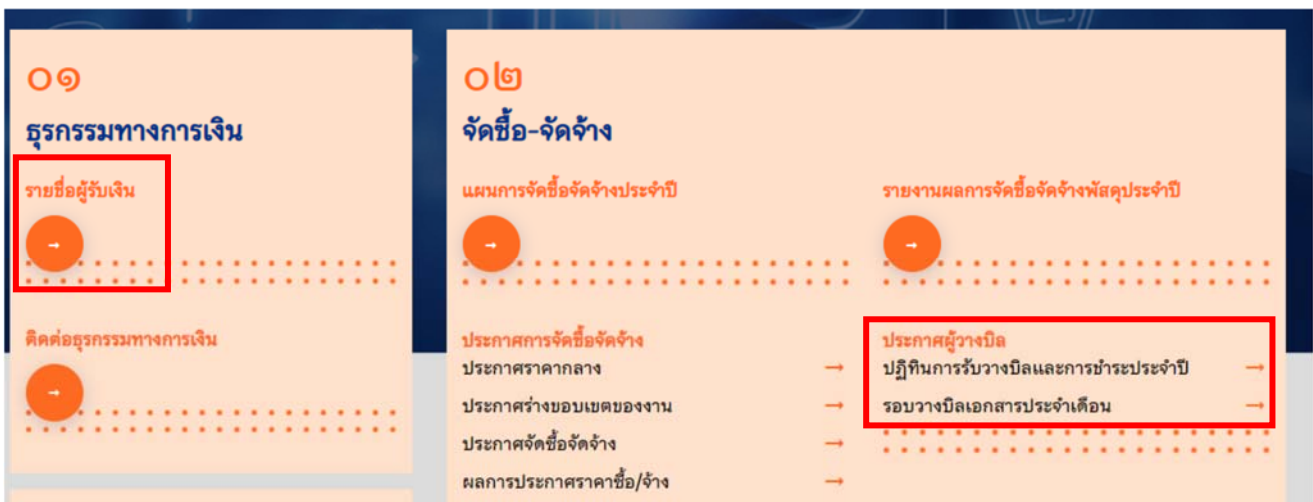 ๐๑
ธุรกรรมทางการเงิน
รายชื่อผู้รับเงิน
ติดต่อธุรกรรมทางการเงิน
๐๒
จัดซื้อ-จัดจ้าง
แผนการจัดซื้อจัดจ้างประจำปี
รายงานผลการจัดซื้อจัดจ้างพัสดุประจำปี
ประกาศการจัดซื้อจัดจ้าง
ประกาศราคากลาง
ประกาศร่างขอบเขตของงาน
ประกาศจัดซื้อจัดจ้าง
ผลการประกาศราคาซื้อ/จ้าง
ประกาศผู้วางบิล
ปฏิทินการรับวางบิลและการชำระประจำปี
รอบวางบิลเอกสารประจำเดือน